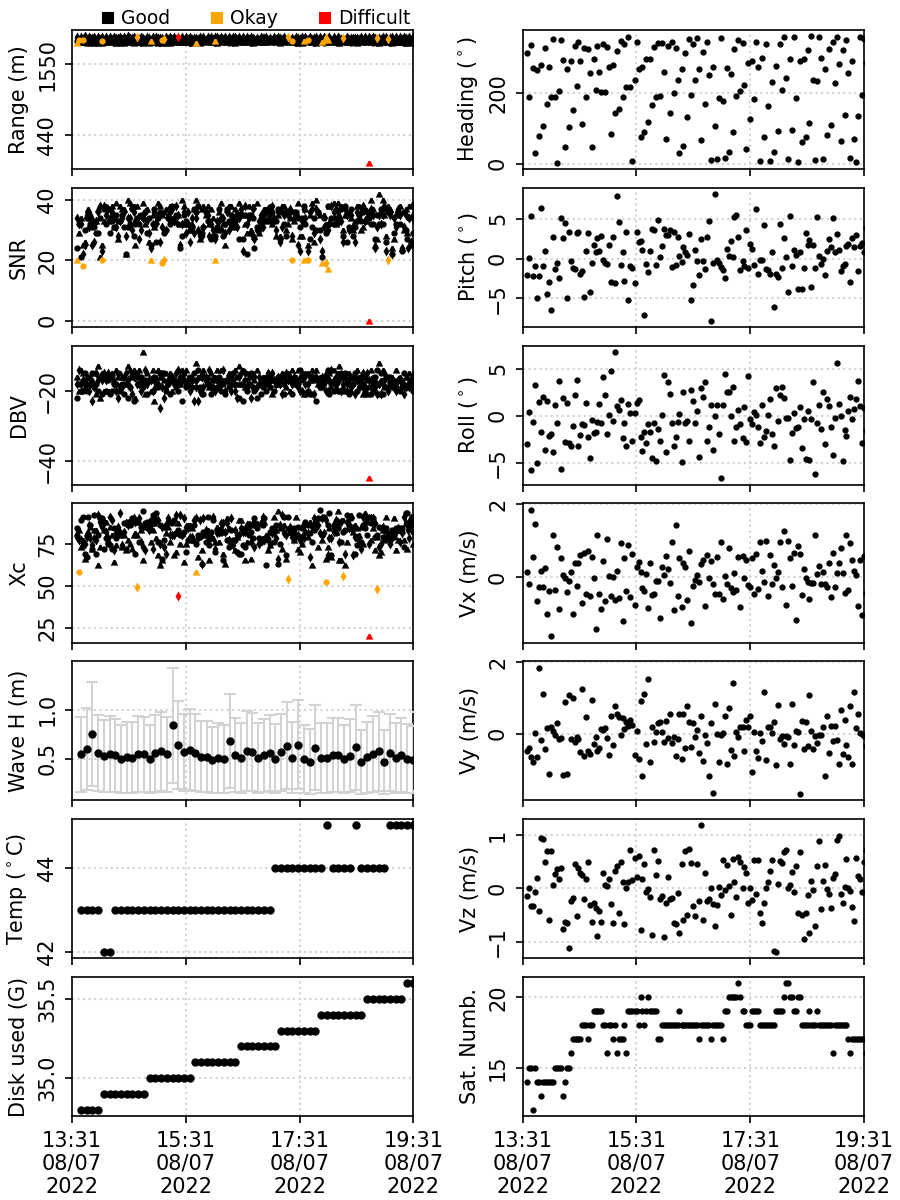 Good Okay Difficult
Range (m)
1550
440
Heading (°)
200
0
SNR
40
20
0
Pitch (°)
5
0
−5
DBV
−20
−40
Roll (°)
5
0
−5
Xc
75
50
25
Vx (m/s)
2
0
Wave H (m)
1.0
0.5
Vy (m/s)
2
0
Temp (°C)
44
42
Vz (m/s)
1
0
−1
Disk used (G)
35.5
35.0
Sat. Numb.
20
15
13:31 15:31 17:31 19:31 13:31 15:31 17:31 19:31
08/07 08/07 08/07 08/07 08/07 08/07 08/07 08/07
2022 2022 2022 2022 2022 2022 2022 2022